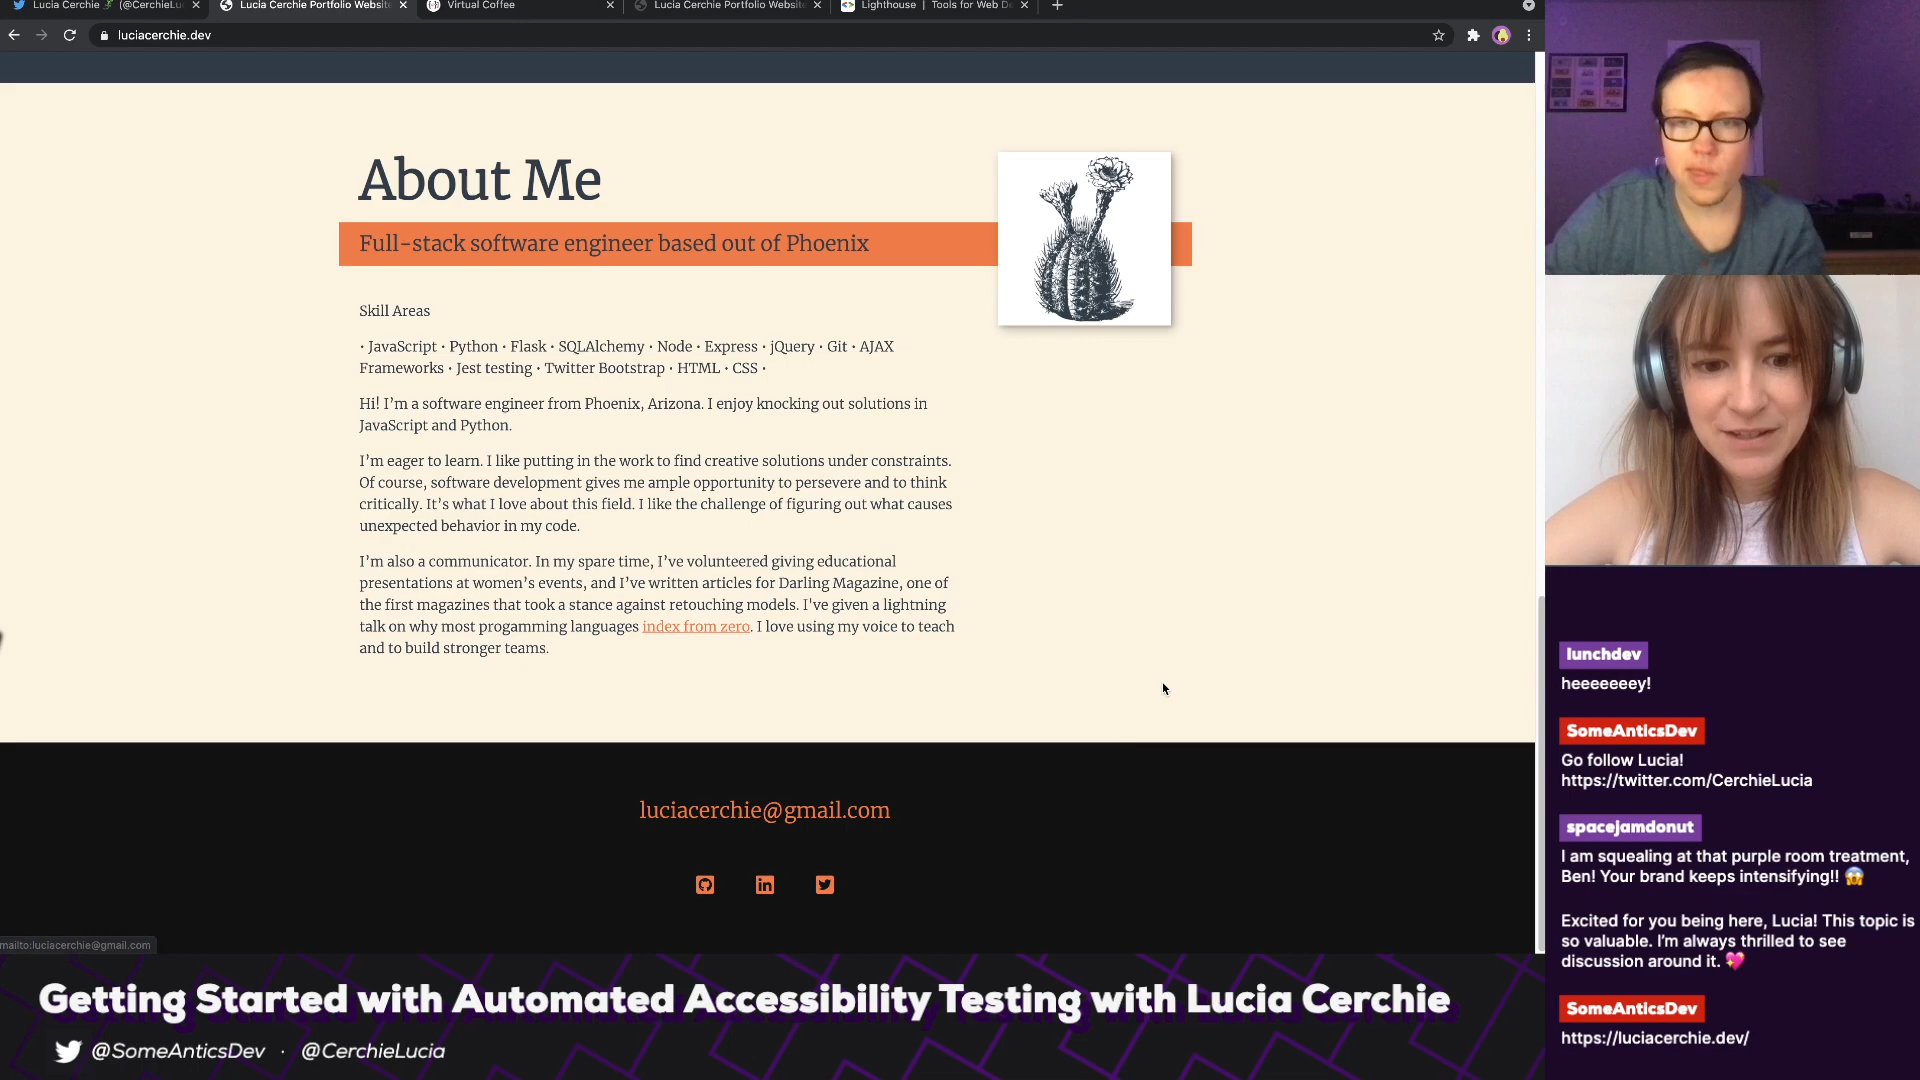 Lucia Cerchie (@CerchieLu
Lucia Cerchie Portfolio Websit
Virtual Coffee
Lucia Cerchie Portfolio Websit
Lighthouse | Tools for Web D
luciacerchie.dev
About Me
Full-stack software engineer based out of Phoenix
Skill Areas
· JavaScript · Python · Flask · SQLAlchemy · Node · Express · jQuery · Git · AJAX
Frameworks · Jest testing · Twitter Bootstrap · HTML · CSS ·
Hi! I’m a software engineer from Phoenix, Arizona. I enjoy knocking out solutions in
JavaScript and Python.
I’m eager to learn. I like putting in the work to find creative solutions under constraints.
Of course, software development gives me ample opportunity to persevere and to think
critically. It’s what I love about this field. I like the challenge of figuring out what causes
unexpected behavior in my code.
I’m also a communicator. In my spare time, I’ve volunteered giving educational
presentations at women’s events, and I’ve written articles for Darling Magazine, one of
the first magazines that took a stance against retouching models. I've given a lightning
talk on why most progamming languages index from zero. I love using my voice to teach
and to build stronger teams.
luciacerchie@gmail.com
mailto:luciacerchie@gmail.com
lunchdev
heeeeeeey!
SomeAnticsDev
Go follow Lucia!
https://twitter.com/CerchieLucia
spacejamdonut
I am squealing at that purple room treatment,
Ben! Your brand keeps intensifying!! 😱
Excited for you being here, Lucia! This topic is
so valuable. I’m always thrilled to see
discussion around it. 💖
SomeAnticsDev
https://luciacerchie.dev/
Getting Started with Automated Accessibility Testing with Lucia Cerchie
@SomeAnticsDev · @CerchieLucia